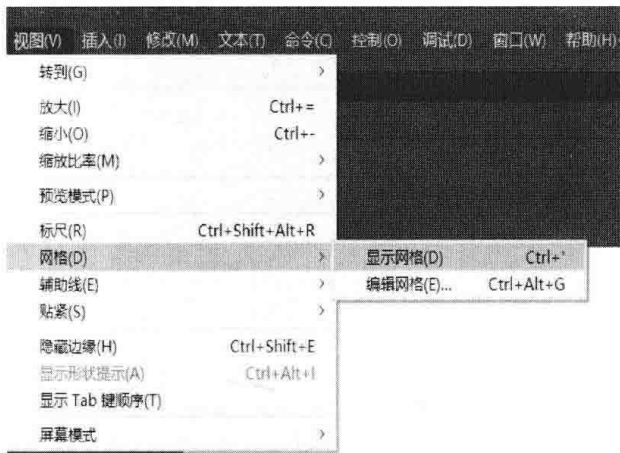 视图(V) 插入(I) 修改(M) 文本(T) 命令(C) 控制(O) 调试(D) 窗口(W) 帮助(H)
转到(G) >
放大(I) Ctrl+=
缩小(O) Ctrl+-
缩放比率(M) >
预览模式(P) >
标尺(R) Ctrl+Shift+Alt+R
网格(D) > 显示网格(D) Ctrl+'
辅助线(E) > 编辑网格(E)... Ctrl+Alt+G
贴紧(S) >
隐藏边缘(H) Ctrl+Shift+E
显示形状提示(A) Ctrl+Alt+I
显示 Tab 键顺序(T)
屏幕模式 >